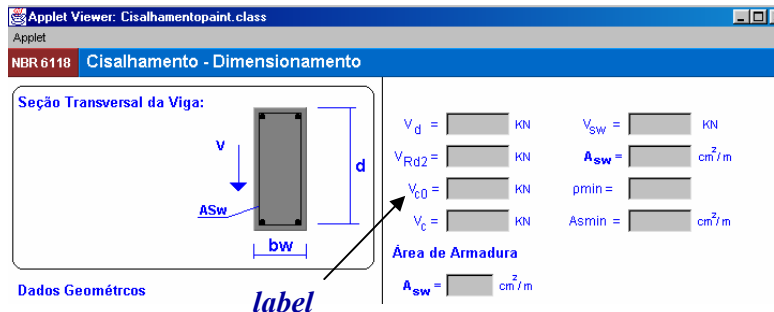 Applet Viewer: Cisalhamentopaint.class
Applet
NBR 6118 Cisalhamento - Dimensionamento
Seção Transversal da Viga:
V
d
ASw
bw
Dados Geométrcos
label
Vd = KN
VRd2 = KN
Vc0 = KN
Vc = KN
Vsw = KN
Asw = cm²/m
ρmin =
Asmin = cm²/m
Área de Armadura
Asw = cm²/m